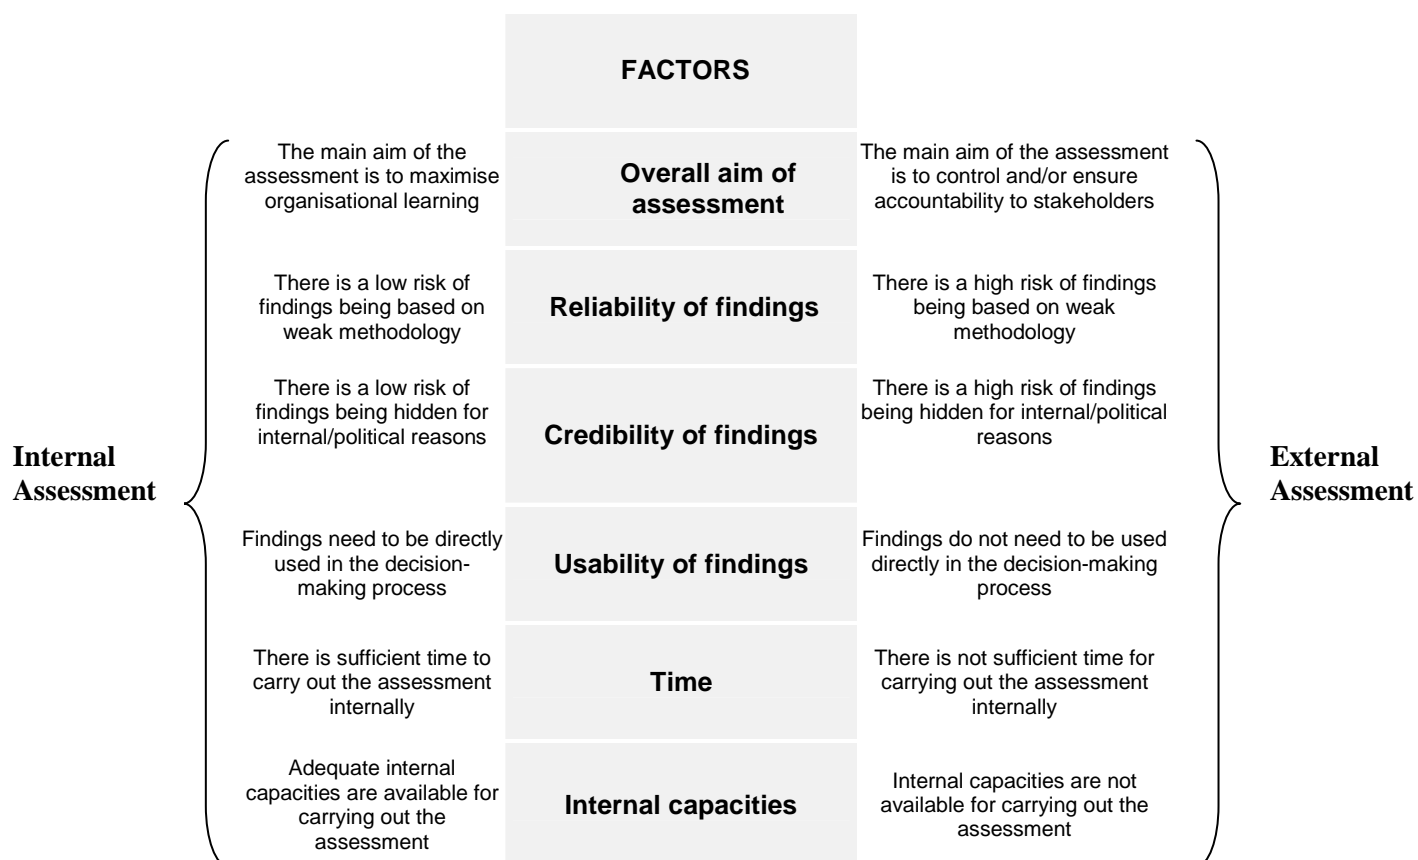 FACTORS
The main aim of the
assessment is to maximise
organisational learning
Overall aim of
assessment
The main aim of the assessment
is to control and/or ensure
accountability to stakeholders
There is a low risk of
findings being based on
weak methodology
Reliability of findings
There is a high risk of findings
being based on weak
methodology
There is a low risk of
findings being hidden for
internal/political reasons
Credibility of findings
There is a high risk of findings
being hidden for internal/political
reasons
Internal
Assessment
External
Assessment
Findings need to be directly
used in the decision-
making process
Usability of findings
Findings do not need to be used
directly in the decision-making
process
There is sufficient time to
carry out the assessment
internally
Time
There is not sufficient time for
carrying out the assessment
internally
Adequate internal
capacities are available for
carrying out the
assessment
Internal capacities
Internal capacities are not
available for carrying out the
assessment